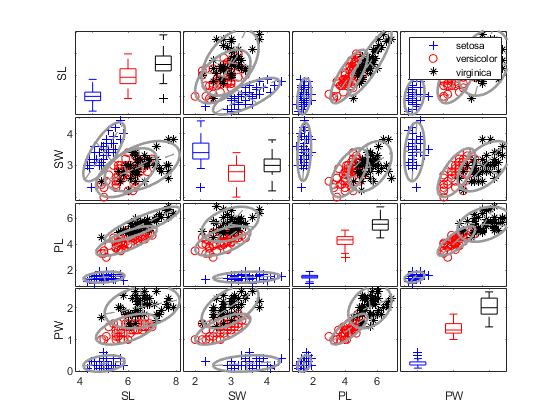 SL
setosa
versicolor
virginica
4
3
SW
6
4
2
PL
2
1
0
PW
4 6 8
2 3 4
2 4 6
SL SW PL PW